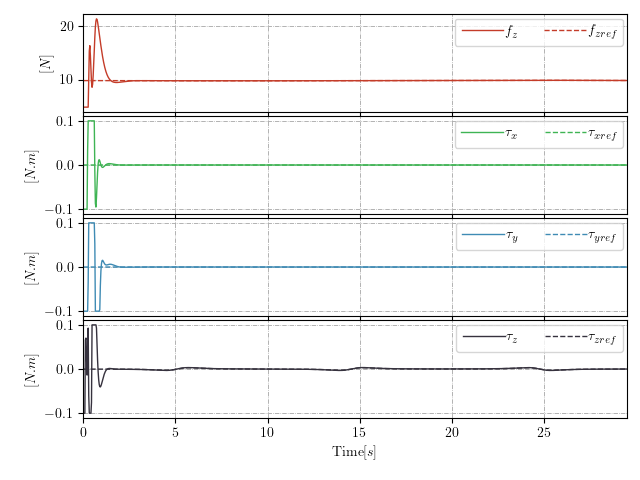 20
10
[N]
f_z
f_zref
0.1
0.0
−0.1
[N.m]
τ_x
τ_xref
0.1
0.0
−0.1
[N.m]
τ_y
τ_yref
0.1
0.0
−0.1
[N.m]
τ_z
τ_zref
0 5 10 15 20 25
Time[s]